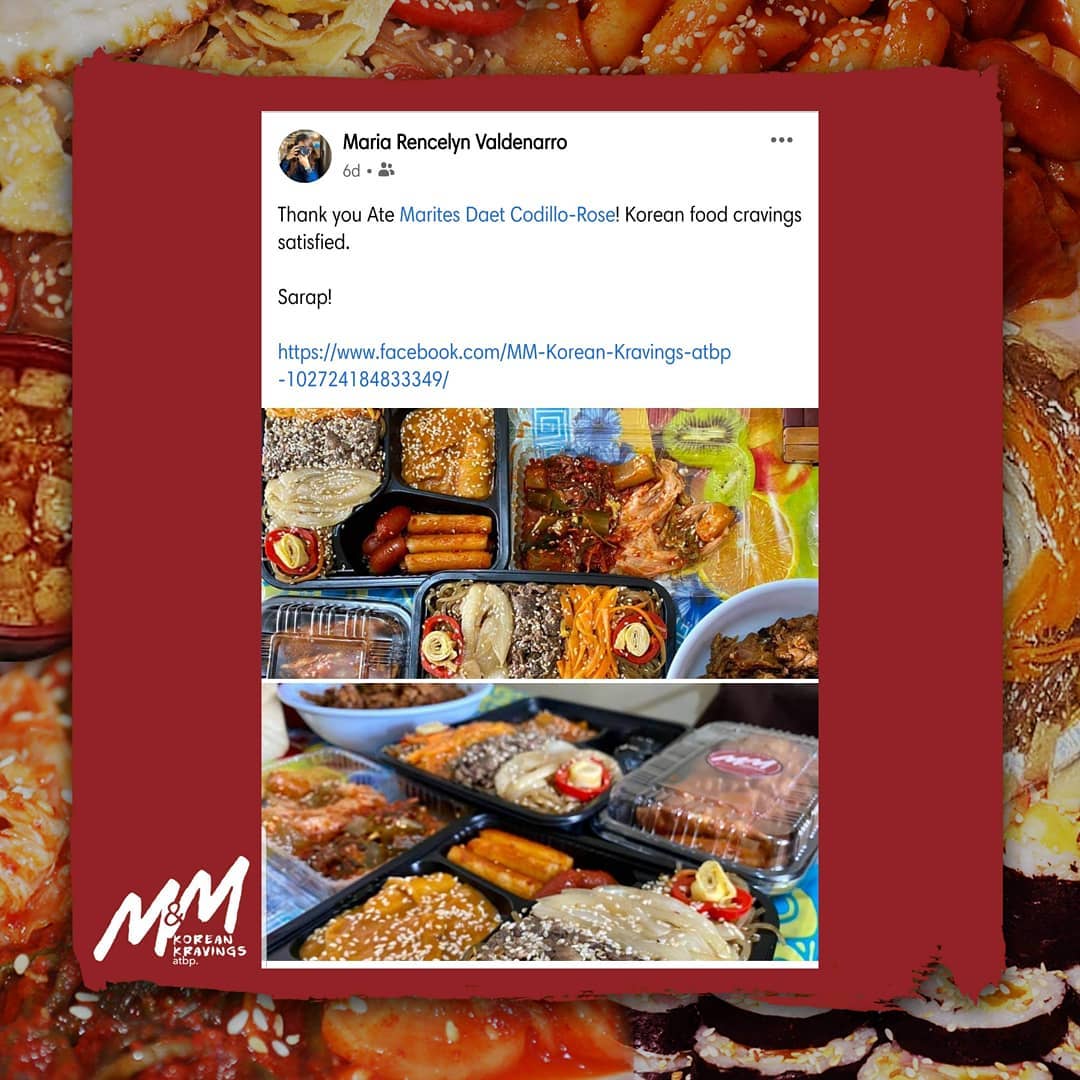 Maria Rencelyn Valdenarro
6d •
Thank you Ate Marites Daet Codillo-Rose! Korean food cravings
satisfied.
Sarap!
https://www.facebook.com/MM-Korean-Kravings-atbp
-102724184833349/
MM
M&M
KOREAN
KRAVINGS
atbp.